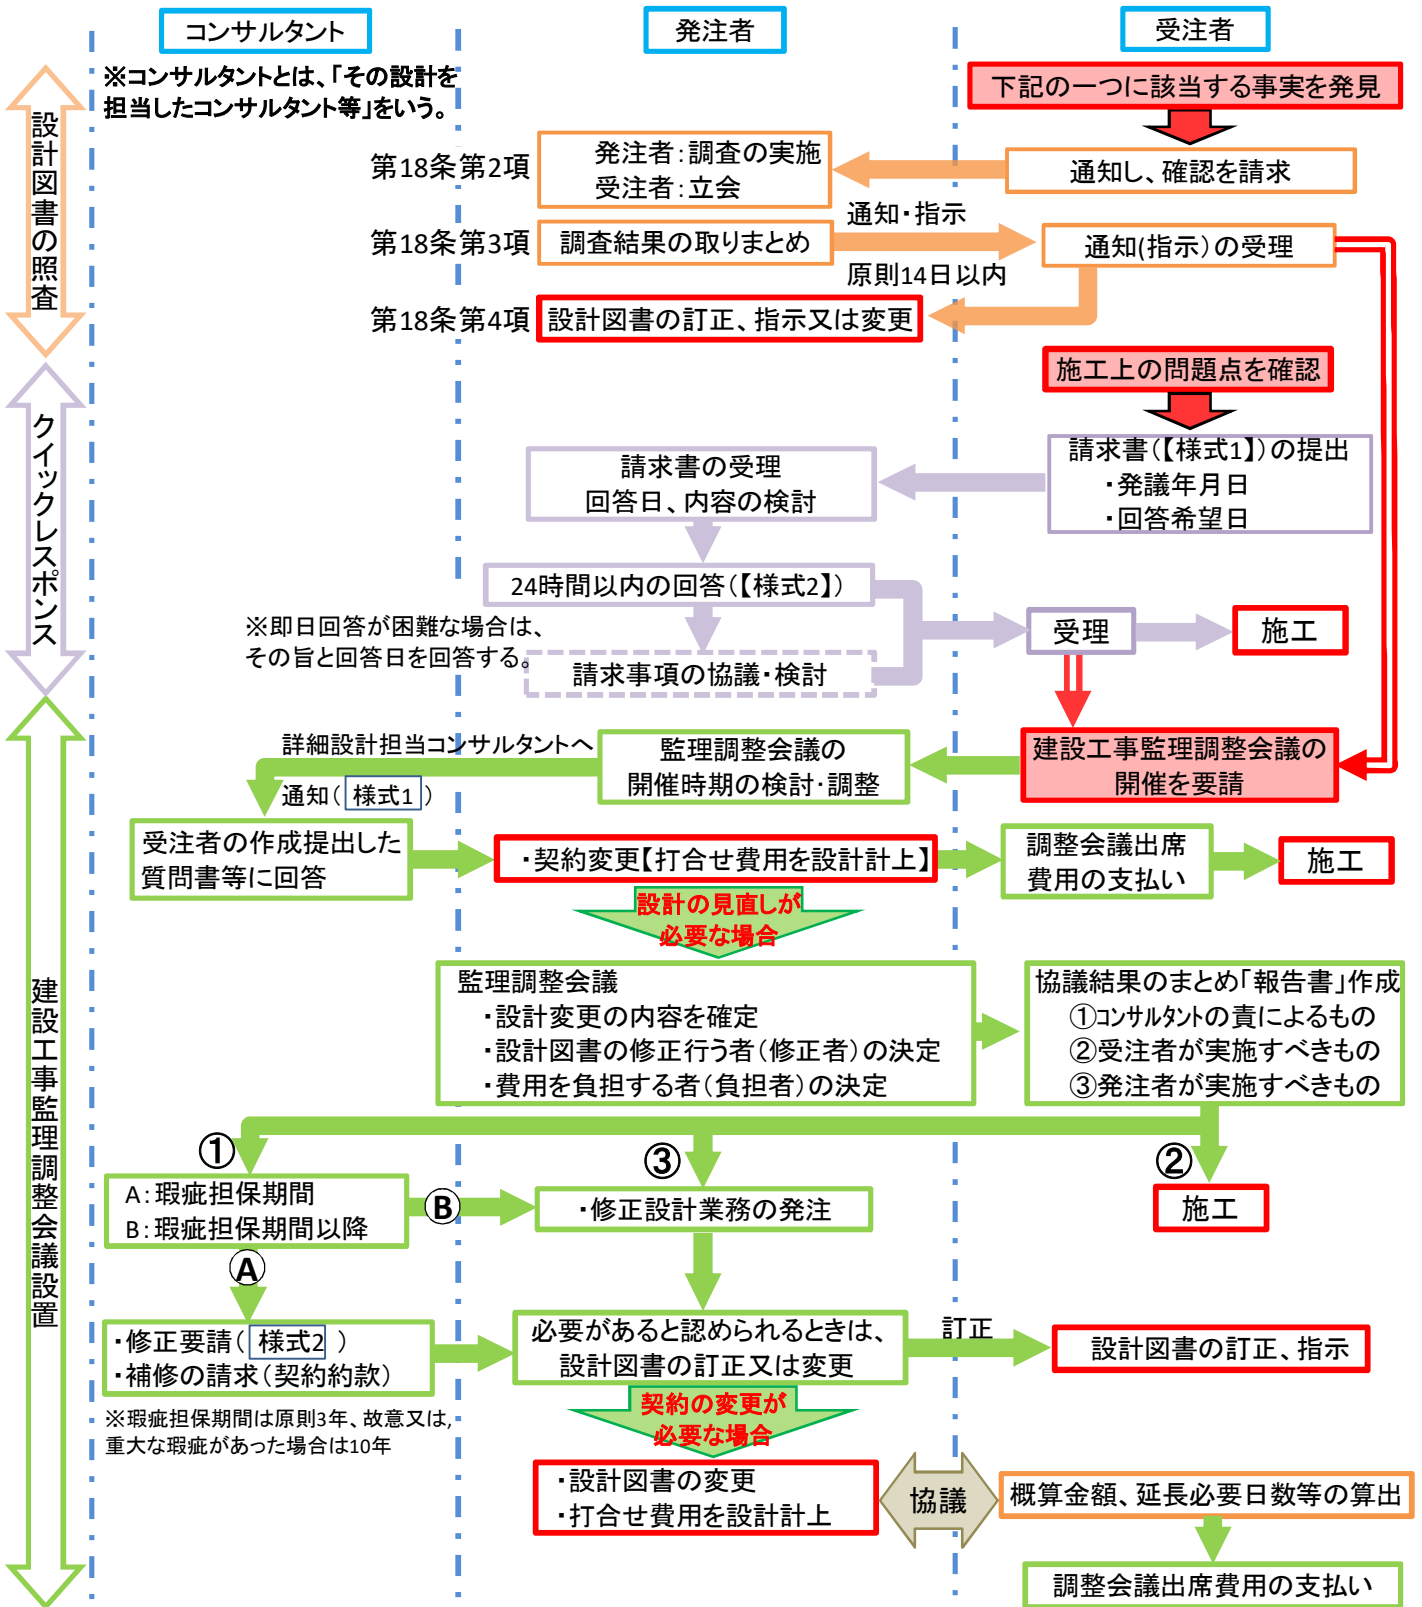 コンサルタント
発注者
受注者
※コンサルタントとは、「その設計を
担当したコンサルタント等」をいう。
下記の一つに該当する事実を発見
設計図書の照査
第18条第2項
発注者：調査の実施
受注者：立会
通知し、確認を請求
通知・指示
第18条第3項
調査結果の取りまとめ
通知(指示)の受理
原則14日以内
第18条第4項
設計図書の訂正、指示又は変更
施工上の問題点を確認
クイックレスポンス
請求書(【様式1】)の提出
・発議年月日
・回答希望日
請求書の受理
回答日、内容の検討
24時間以内の回答(【様式2】)
※即日回答が困難な場合は、
その旨と回答日を回答する。
請求事項の協議・検討
受理
施工
建設工事監理調整会議設置
詳細設計担当コンサルタントへ
通知( 様式1 )
監理調整会議の
開催時期の検討・調整
建設工事監理調整会議の
開催を要請
受注者の作成提出した
質問書等に回答
・契約変更【打合せ費用を設計計上】
調整会議出席
費用の支払い
施工
設計の見直しが
必要な場合
監理調整会議
・設計変更の内容を確定
・設計図書の修正行う者(修正者)の決定
・費用を負担する者(負担者)の決定
協議結果のまとめ「報告書」作成
①コンサルタントの責によるもの
②受注者が実施すべきもの
③発注者が実施すべきもの
①
③
②
A：瑕疵担保期間
B：瑕疵担保期間以降
Ⓑ
・修正設計業務の発注
施工
Ⓐ
・修正要請( 様式2 )
・補修の請求(契約約款)
必要があると認められるときは、
設計図書の訂正又は変更
訂正
設計図書の訂正、指示
※瑕疵担保期間は原則3年、故意又は,
重大な瑕疵があった場合は10年
契約の変更が
必要な場合
・設計図書の変更
・打合せ費用を設計計上
協議
概算金額、延長必要日数等の算出
調整会議出席費用の支払い